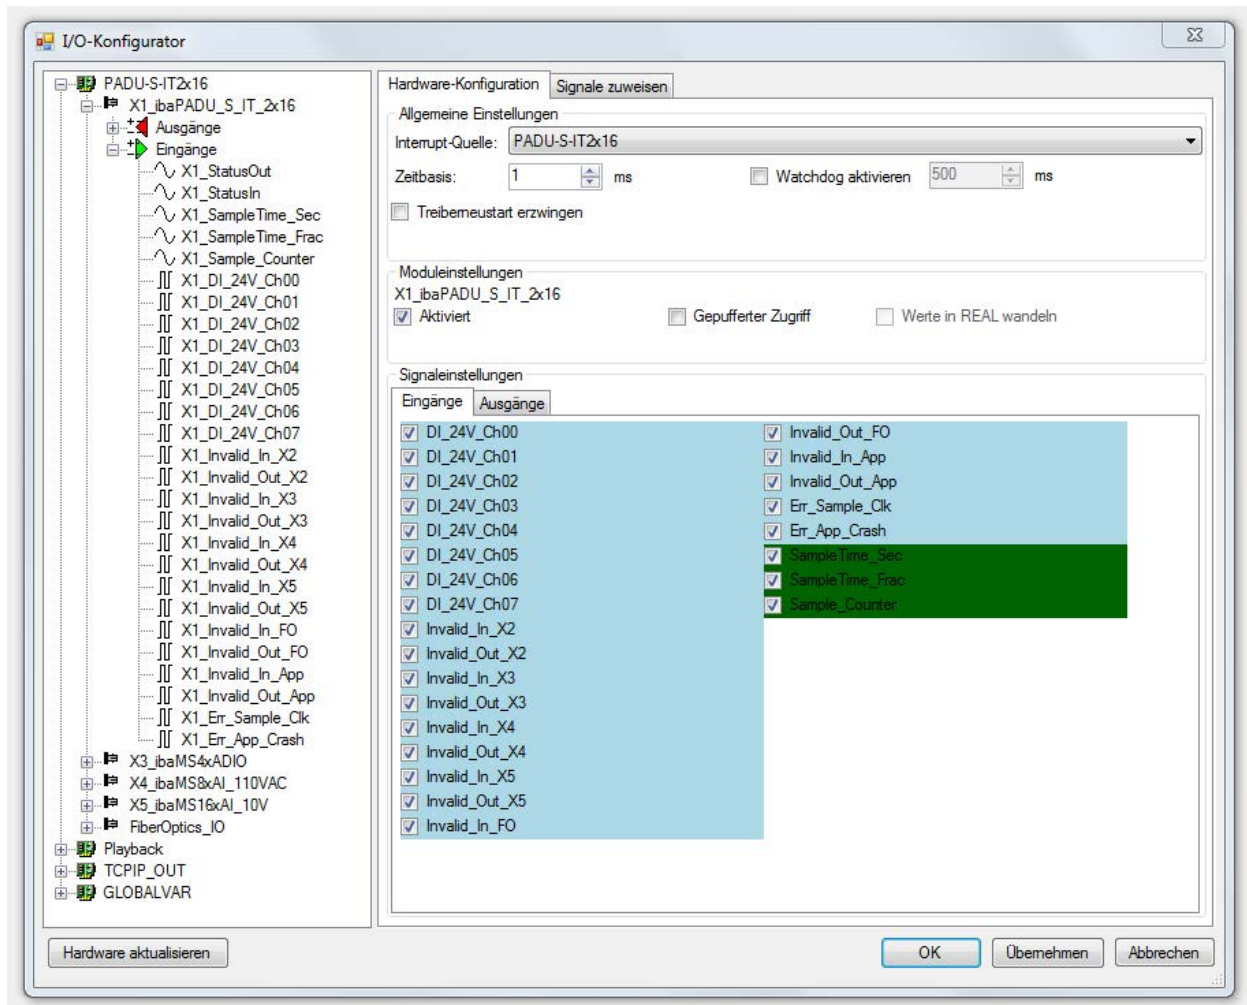 I/O-Konfigurator
PADU-S-IT2x16
X1_ibaPADU_S_IT_2x16
Ausgänge
Eingänge
X1_StatusOut
X1_StatusIn
X1_SampleTime_Sec
X1_SampleTime_Frac
X1_Sample_Counter
X1_DI_24V_Ch00
X1_DI_24V_Ch01
X1_DI_24V_Ch02
X1_DI_24V_Ch03
X1_DI_24V_Ch04
X1_DI_24V_Ch05
X1_DI_24V_Ch06
X1_DI_24V_Ch07
X1_Invalid_In_X2
X1_Invalid_Out_X2
X1_Invalid_In_X3
X1_Invalid_Out_X3
X1_Invalid_In_X4
X1_Invalid_Out_X4
X1_Invalid_In_X5
X1_Invalid_Out_X5
X1_Invalid_In_FO
X1_Invalid_Out_FO
X1_Invalid_In_App
X1_Invalid_Out_App
X1_Err_Sample_Clk
X1_Err_App_Crash
X3_ibaMS4xADIO
X4_ibaMS8xAI_110VAC
X5_ibaMS16xAI_10V
FiberOptics_IO
Playback
TCPIP_OUT
GLOBALVAR
Hardware-Konfiguration Signale zuweisen
Allgemeine Einstellungen
Interrupt-Quelle: PADU-S-IT2x16
Zeitbasis: 1 ms Watchdog aktivieren 500 ms
Treiberneustart erzwingen
Moduleinstellungen
X1_ibaPADU_S_IT_2x16
Aktiviert Gepufferter Zugriff Werte in REAL wandeln
Signaleinstellungen
Eingänge Ausgänge
DI_24V_Ch00
DI_24V_Ch01
DI_24V_Ch02
DI_24V_Ch03
DI_24V_Ch04
DI_24V_Ch05
DI_24V_Ch06
DI_24V_Ch07
Invalid_In_X2
Invalid_Out_X2
Invalid_In_X3
Invalid_Out_X3
Invalid_In_X4
Invalid_Out_X4
Invalid_In_X5
Invalid_Out_X5
Invalid_In_FO
Invalid_Out_FO
Invalid_In_App
Invalid_Out_App
Err_Sample_Clk
Err_App_Crash
SampleTime_Sec
SampleTime_Frac
Sample_Counter
Hardware aktualisieren OK Übernehmen Abbrechen